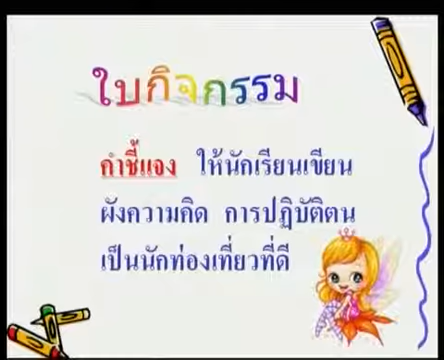 ใบกิจกรรม
คำชี้แจง ให้นักเรียนเขียน
ผังความคิด การปฏิบัติตน
เป็นนักท่องเที่ยวที่ดี